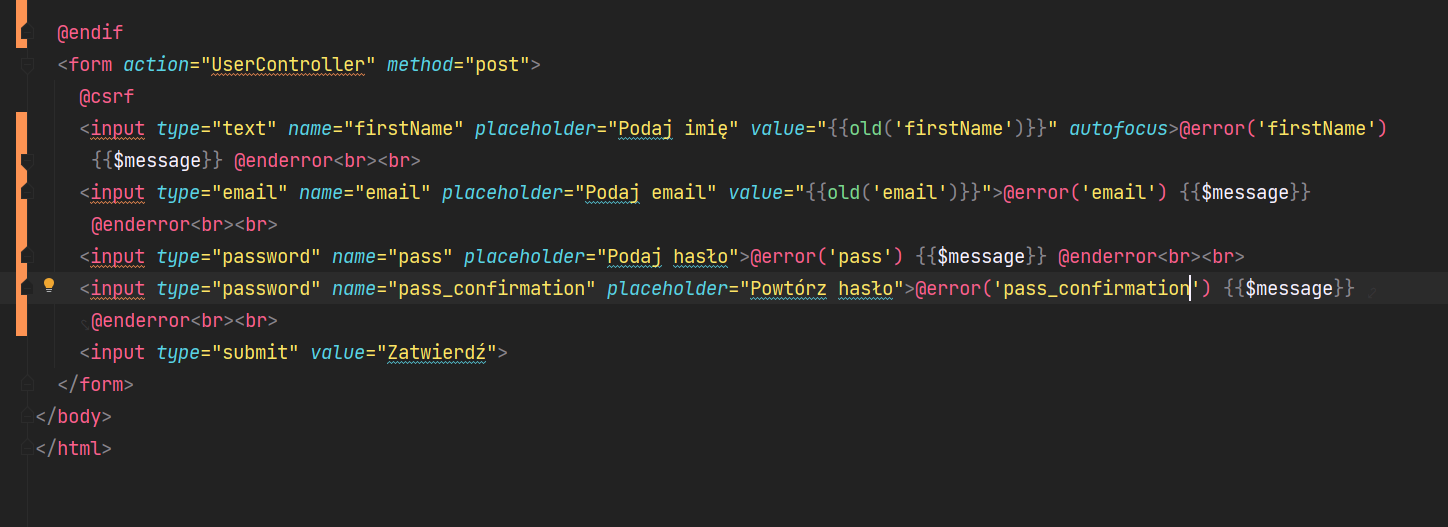 @endif
<form action="UserController" method="post">
@csrf
<input type="text" name="firstName" placeholder="Podaj imię" value="{{old('firstName')}}" autofocus>@error('firstName')
{{$message}} @enderror<br><br>
<input type="email" name="email" placeholder="Podaj email" value="{{old('email')}}">@error('email') {{$message}}
@enderror<br><br>
<input type="password" name="pass" placeholder="Podaj hasło">@error('pass') {{$message}} @enderror<br><br>
<input type="password" name="pass_confirmation" placeholder="Powtórz hasło">@error('pass_confirmation') {{$message}}
@enderror<br><br>
<input type="submit" value="Zatwierdź">
</form>
</body>
</html>